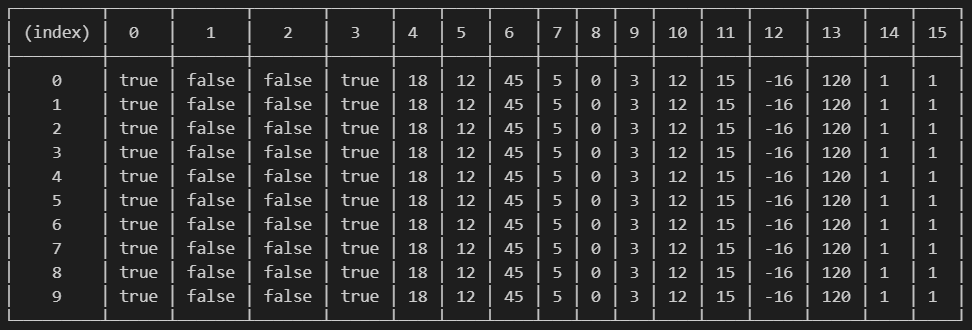 (index) 0 1 2 3 4 5 6 7 8 9 10 11 12 13 14 15
0 true false false true 18 12 45 5 0 3 12 15 -16 120 1 1
1 true false false true 18 12 45 5 0 3 12 15 -16 120 1 1
2 true false false true 18 12 45 5 0 3 12 15 -16 120 1 1
3 true false false true 18 12 45 5 0 3 12 15 -16 120 1 1
4 true false false true 18 12 45 5 0 3 12 15 -16 120 1 1
5 true false false true 18 12 45 5 0 3 12 15 -16 120 1 1
6 true false false true 18 12 45 5 0 3 12 15 -16 120 1 1
7 true false false true 18 12 45 5 0 3 12 15 -16 120 1 1
8 true false false true 18 12 45 5 0 3 12 15 -16 120 1 1
9 true false false true 18 12 45 5 0 3 12 15 -16 120 1 1